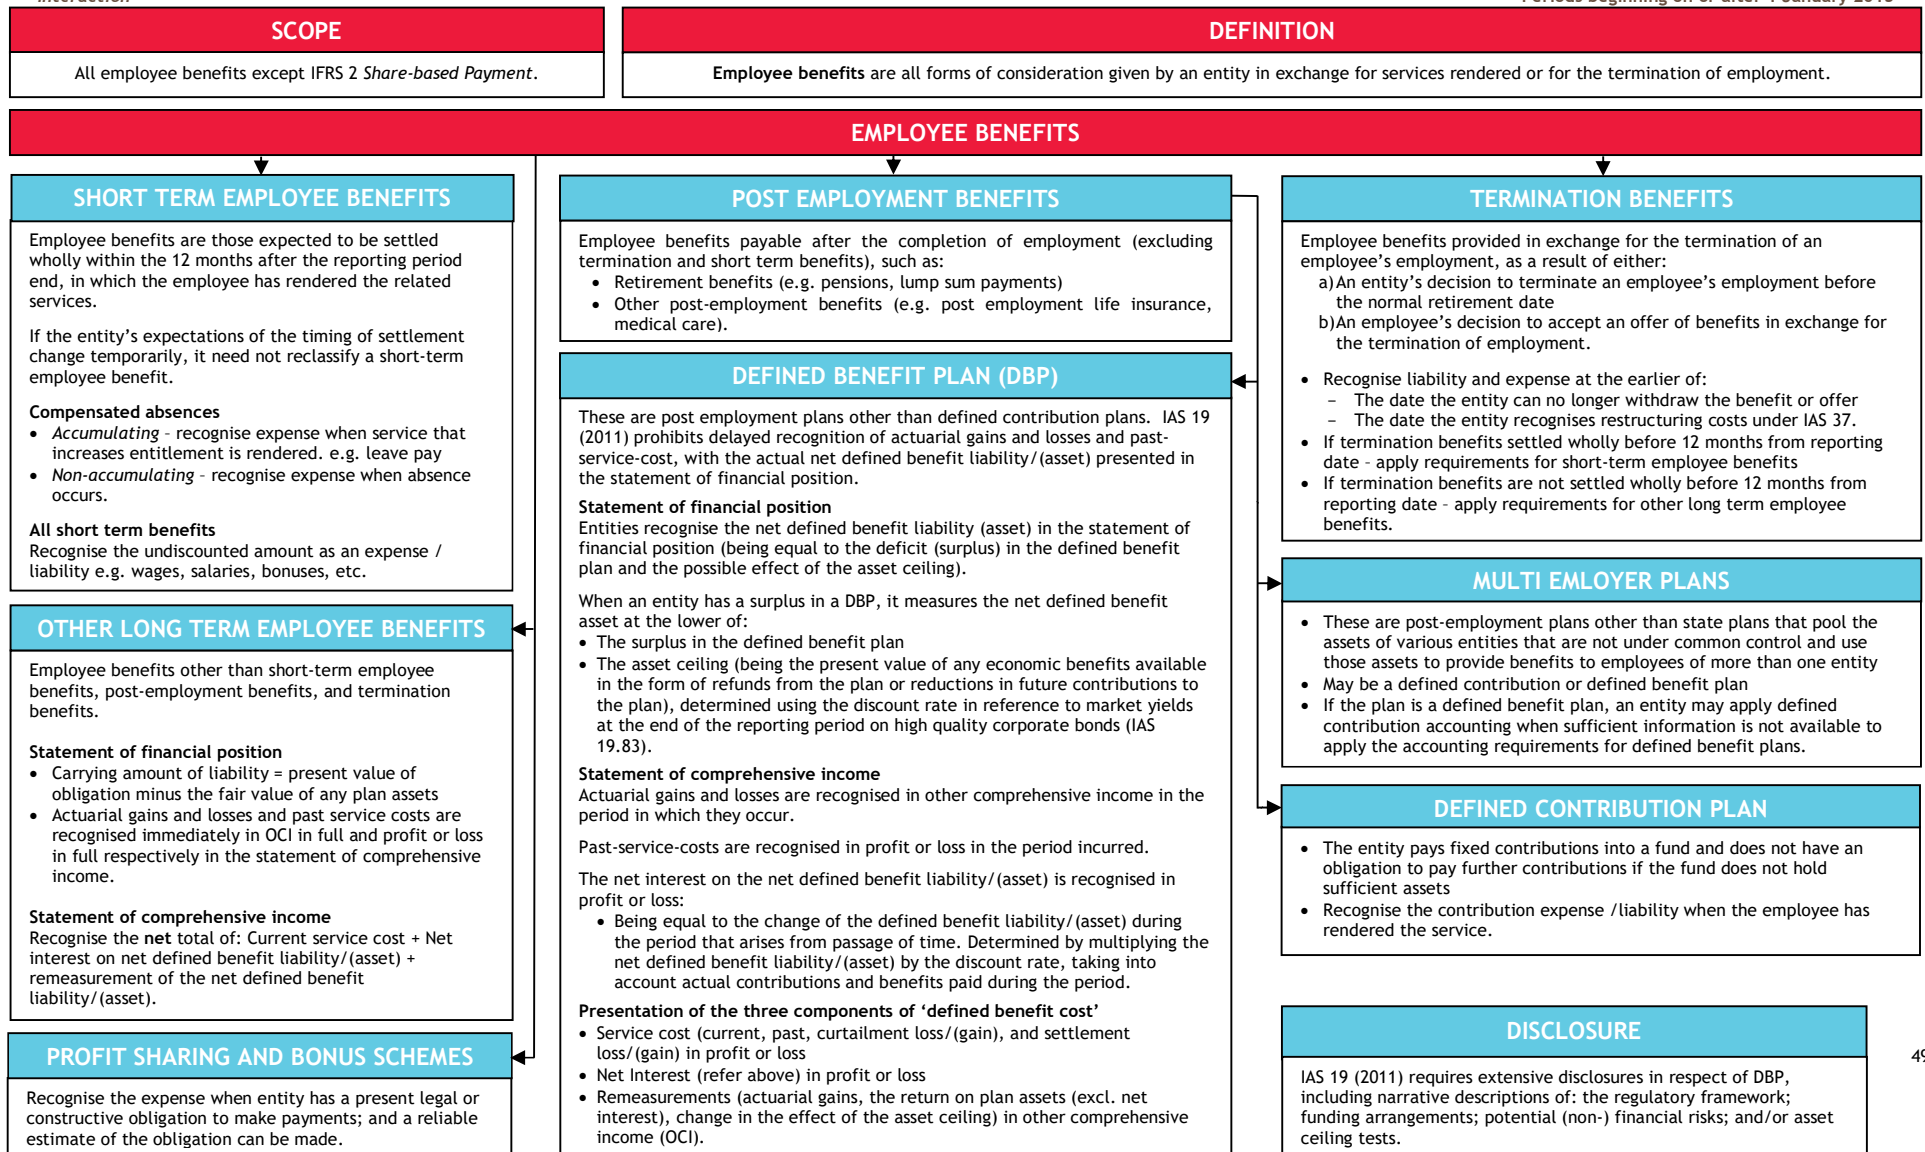 SCOPE
All employee benefits except IFRS 2 Share-based Payment.
DEFINITION
Employee benefits are all forms of consideration given by an entity in exchange for services rendered or for the termination of employment.
EMPLOYEE BENEFITS
SHORT TERM EMPLOYEE BENEFITS
Employee benefits are those expected to be settled
wholly within the 12 months after the reporting period
end, in which the employee has rendered the related
services.
If the entity’s expectations of the timing of settlement
change temporarily, it need not reclassify a short-term
employee benefit.
Compensated absences
• Accumulating – recognise expense when service that
increases entitlement is rendered. e.g. leave pay
• Non-accumulating – recognise expense when absence
occurs.
All short term benefits
Recognise the undiscounted amount as an expense /
liability e.g. wages, salaries, bonuses, etc.
OTHER LONG TERM EMPLOYEE BENEFITS
Employee benefits other than short-term employee
benefits, post-employment benefits, and termination
benefits.
Statement of financial position
• Carrying amount of liability = present value of
obligation minus the fair value of any plan assets
• Actuarial gains and losses and past service costs are
recognised immediately in OCI in full and profit or loss
in full respectively in the statement of comprehensive
income.
Statement of comprehensive income
Recognise the net total of: Current service cost + Net
interest on net defined benefit liability/(asset) +
remeasurement of the net defined benefit
liability/(asset).
PROFIT SHARING AND BONUS SCHEMES
Recognise the expense when entity has a present legal or
constructive obligation to make payments; and a reliable
estimate of the obligation can be made.
POST EMPLOYMENT BENEFITS
Employee benefits payable after the completion of employment (excluding
termination and short term benefits), such as:
• Retirement benefits (e.g. pensions, lump sum payments)
• Other post-employment benefits (e.g. post employment life insurance,
medical care).
DEFINED BENEFIT PLAN (DBP)
These are post employment plans other than defined contribution plans. IAS 19
(2011) prohibits delayed recognition of actuarial gains and losses and past-
service-cost, with the actual net defined benefit liability/(asset) presented in
the statement of financial position.
Statement of financial position
Entities recognise the net defined benefit liability (asset) in the statement of
financial position (being equal to the deficit (surplus) in the defined benefit
plan and the possible effect of the asset ceiling).
When an entity has a surplus in a DBP, it measures the net defined benefit
asset at the lower of:
• The surplus in the defined benefit plan
• The asset ceiling (being the present value of any economic benefits available
in the form of refunds from the plan or reductions in future contributions to
the plan), determined using the discount rate in reference to market yields
at the end of the reporting period on high quality corporate bonds (IAS
19.83).
Statement of comprehensive income
Actuarial gains and losses are recognised in other comprehensive income in the
period in which they occur.
Past-service-costs are recognised in profit or loss in the period incurred.
The net interest on the net defined benefit liability/(asset) is recognised in
profit or loss:
• Being equal to the change of the defined benefit liability/(asset) during
the period that arises from passage of time. Determined by multiplying the
net defined benefit liability/(asset) by the discount rate, taking into
account actual contributions and benefits paid during the period.
Presentation of the three components of ‘defined benefit cost’
• Service cost (current, past, curtailment loss/(gain), and settlement
loss/(gain) in profit or loss
• Net Interest (refer above) in profit or loss
• Remeasurements (actuarial gains, the return on plan assets (excl. net
interest), change in the effect of the asset ceiling) in other comprehensive
income (OCI).
TERMINATION BENEFITS
Employee benefits provided in exchange for the termination of an
employee’s employment, as a result of either:
a)An entity’s decision to terminate an employee’s employment before
the normal retirement date
b)An employee’s decision to accept an offer of benefits in exchange for
the termination of employment.
• Recognise liability and expense at the earlier of:
– The date the entity can no longer withdraw the benefit or offer
– The date the entity recognises restructuring costs under IAS 37.
• If termination benefits settled wholly before 12 months from reporting
date – apply requirements for short-term employee benefits
• If termination benefits are not settled wholly before 12 months from
reporting date – apply requirements for other long term employee
benefits.
MULTI EMLOYER PLANS
• These are post-employment plans other than state plans that pool the
assets of various entities that are not under common control and use
those assets to provide benefits to employees of more than one entity
• May be a defined contribution or defined benefit plan
• If the plan is a defined benefit plan, an entity may apply defined
contribution accounting when sufficient information is not available to
apply the accounting requirements for defined benefit plans.
DEFINED CONTRIBUTION PLAN
• The entity pays fixed contributions into a fund and does not have an
obligation to pay further contributions if the fund does not hold
sufficient assets
• Recognise the contribution expense /liability when the employee has
rendered the service.
DISCLOSURE
IAS 19 (2011) requires extensive disclosures in respect of DBP,
including narrative descriptions of: the regulatory framework;
funding arrangements; potential (non-) financial risks; and/or asset
ceiling tests.